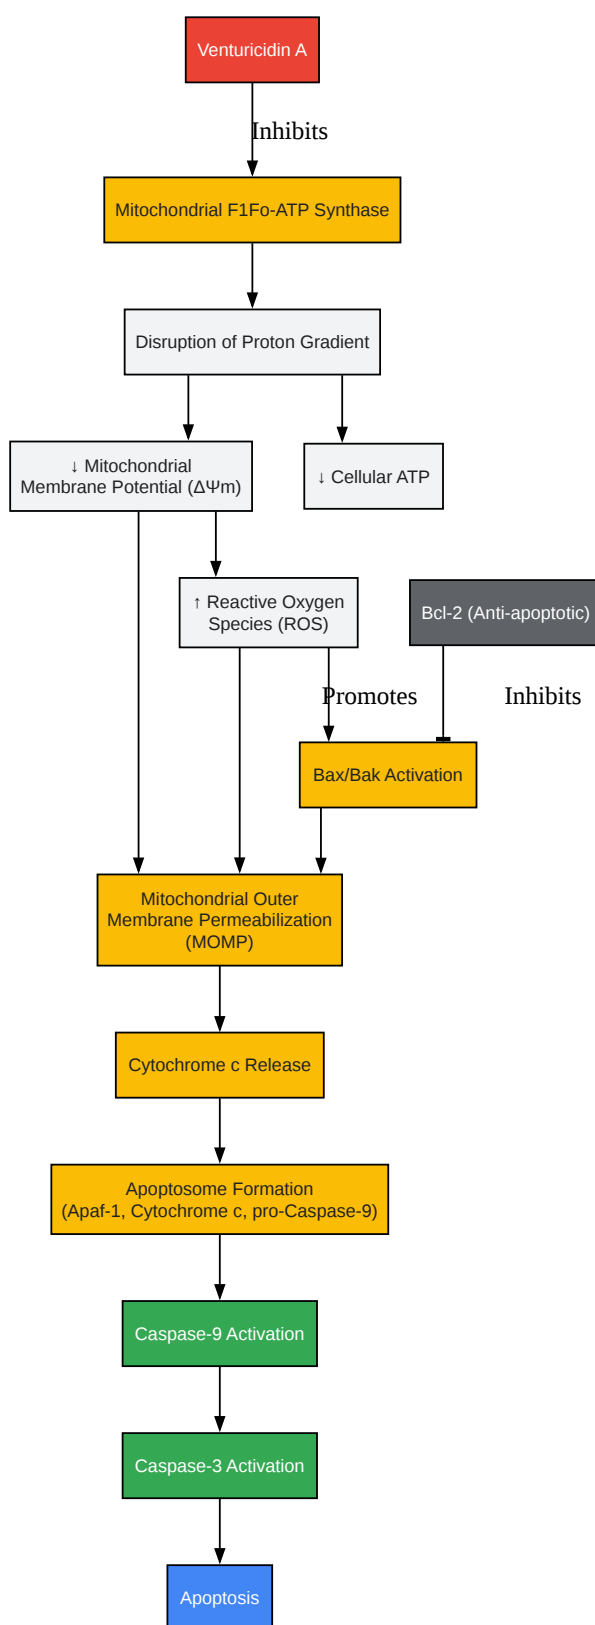 Venturicidin A
Inhibits
Mitochondrial F1Fo-ATP Synthase
Disruption of Proton Gradient
↓ Mitochondrial
Membrane Potential (ΔΨm)
↓ Cellular ATP
↑ Reactive Oxygen
Species (ROS)
Bcl-2 (Anti-apoptotic)
Promotes
Inhibits
Bax/Bak Activation
Mitochondrial Outer
Membrane Permeabilization
(MOMP)
Cytochrome c Release
Apoptosome Formation
(Apaf-1, Cytochrome c, pro-Caspase-9)
Caspase-9 Activation
Caspase-3 Activation
Apoptosis